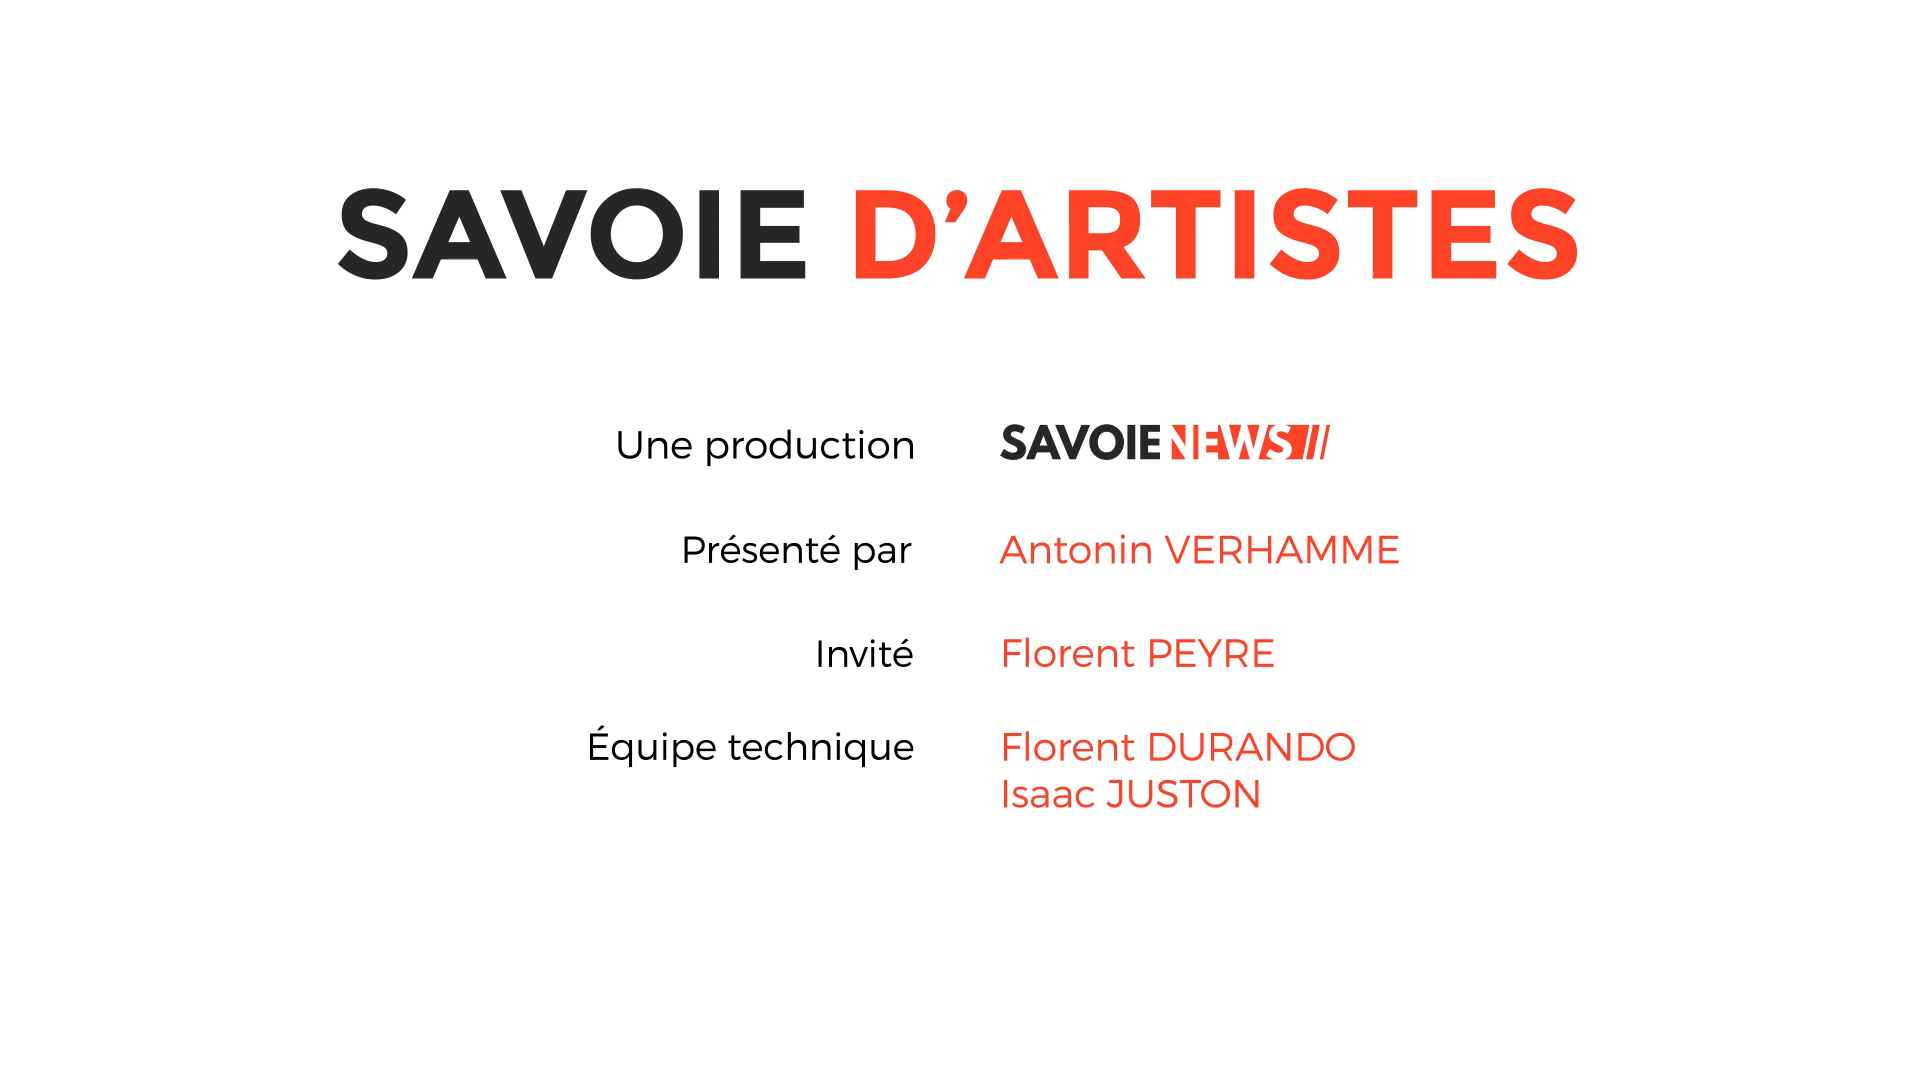 SAVOIE D’ARTISTES
Une production SAVOIE NEWS
Présenté par Antonin VERHAMME
Invité Florent PEYRE
Équipe technique Florent DURANDO
Isaac JUSTON